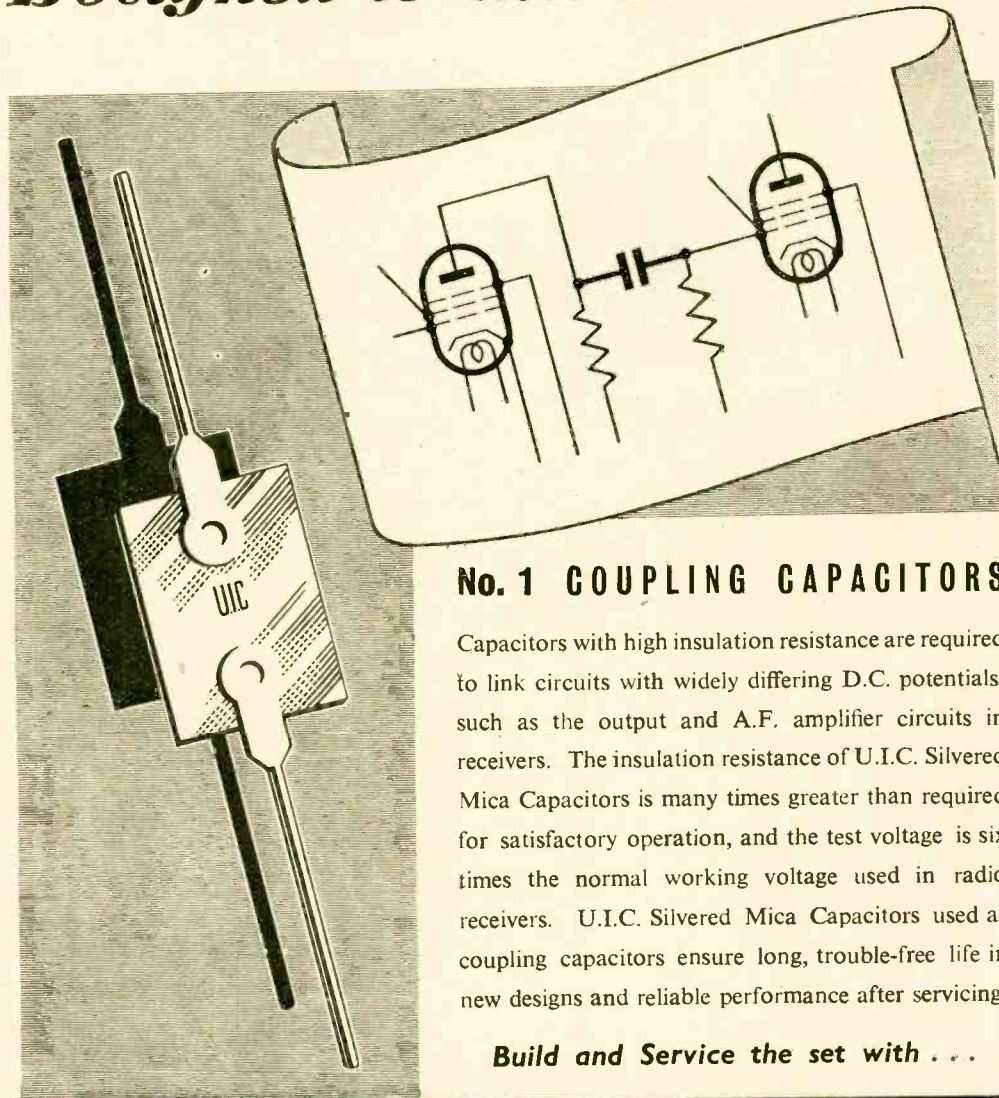 U.I.C
No. 1 COUPLING CAPACITORS
Capacitors with high insulation resistance are required
to link circuits with widely differing D.C. potentials
such as the output and A.F. amplifier circuits in
receivers. The insulation resistance of U.I.C. Silvered
Mica Capacitors is many times greater than required
for satisfactory operation, and the test voltage is six
times the normal working voltage used in radio
receivers. U.I.C. Silvered Mica Capacitors used a
coupling capacitors ensure long, trouble-free life in
new designs and reliable performance after servicing
Build and Service the set with . . .